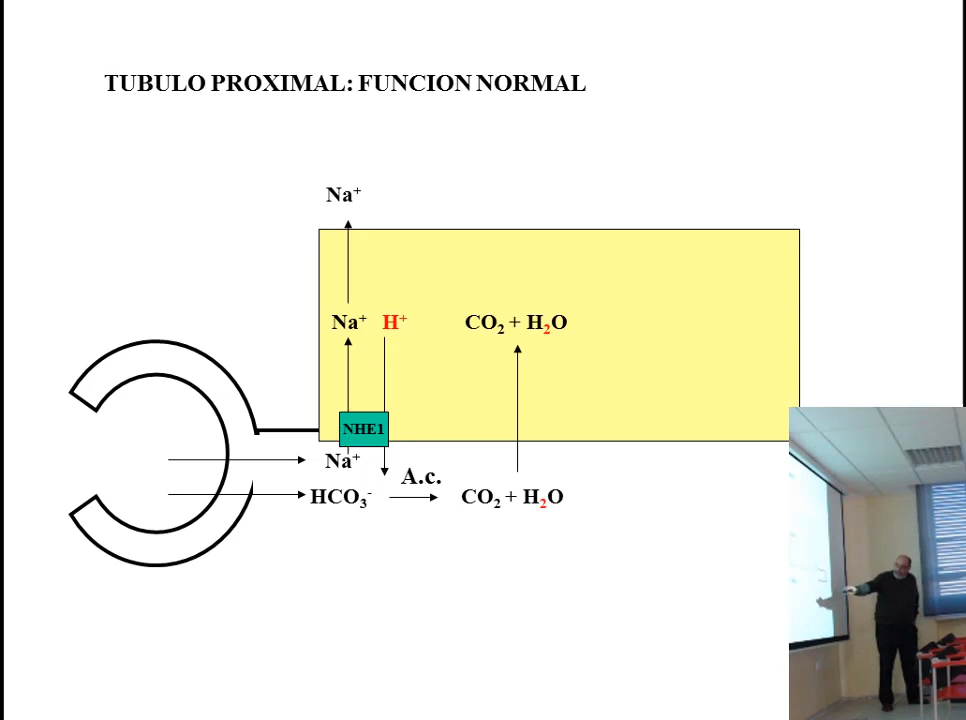 TUBULO PROXIMAL: FUNCION NORMAL
Na⁺
Na⁺ H⁺ CO₂ + H₂O
NHE1
Na⁺
A.c.
HCO₃⁻ CO₂ + H₂O